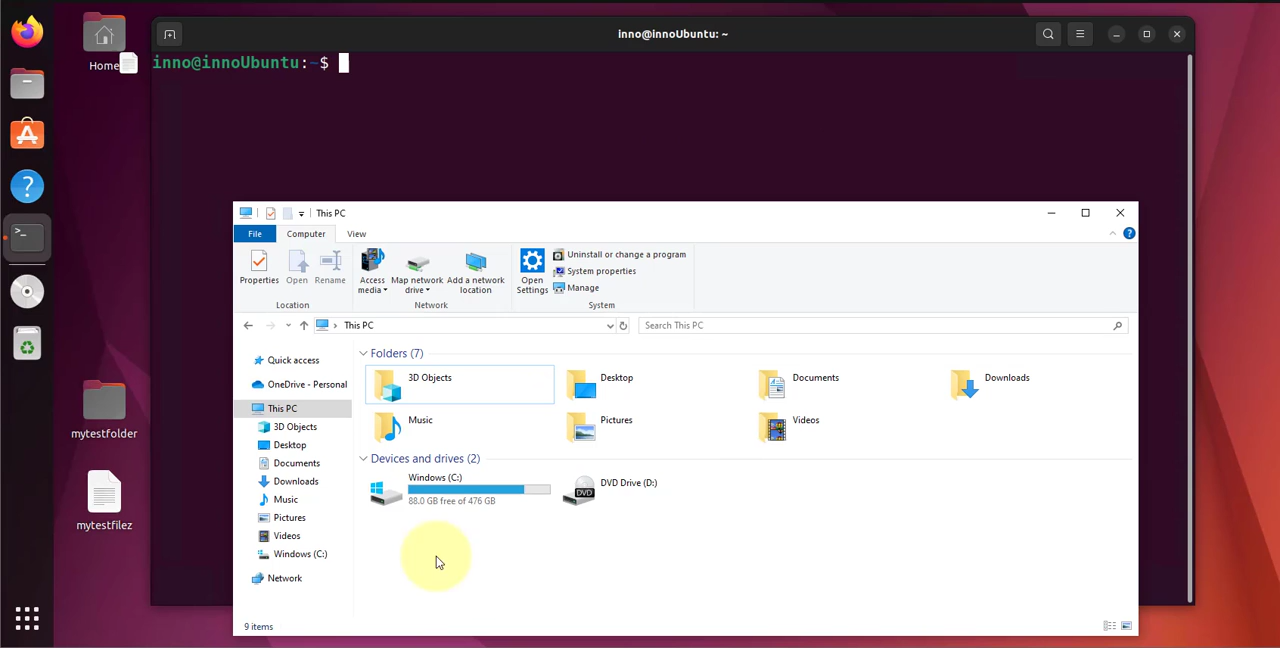 inno@innoUbuntu: ~
Home
inno@innoUbuntu:~$
This PC
File Computer View
Properties
Open
Rename
Access media
Map network drive
Add a network location
Open Settings
Uninstall or change a program
System properties
Manage
Location
Network
System
This PC
Search This PC
Quick access
OneDrive - Personal
This PC
3D Objects
Desktop
Documents
Downloads
Music
Pictures
Videos
Windows (C:)
Network
Folders (7)
3D Objects
Desktop
Documents
Downloads
Music
Pictures
Videos
Devices and drives (2)
Windows (C:)
88.0 GB free of 476 GB
DVD
DVD Drive (D:)
9 items
mytestfolder
mytestfilez